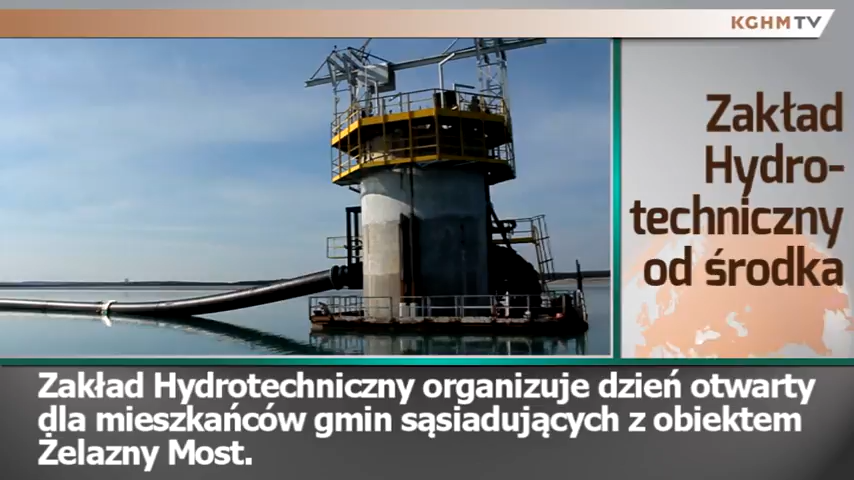 KGHM TV
Zakład
Hydro-
techniczny
od środka
Zakład Hydrotechniczny organizuje dzień otwarty
dla mieszkańców gmin sąsiadujących z obiektem
Żelazny Most.